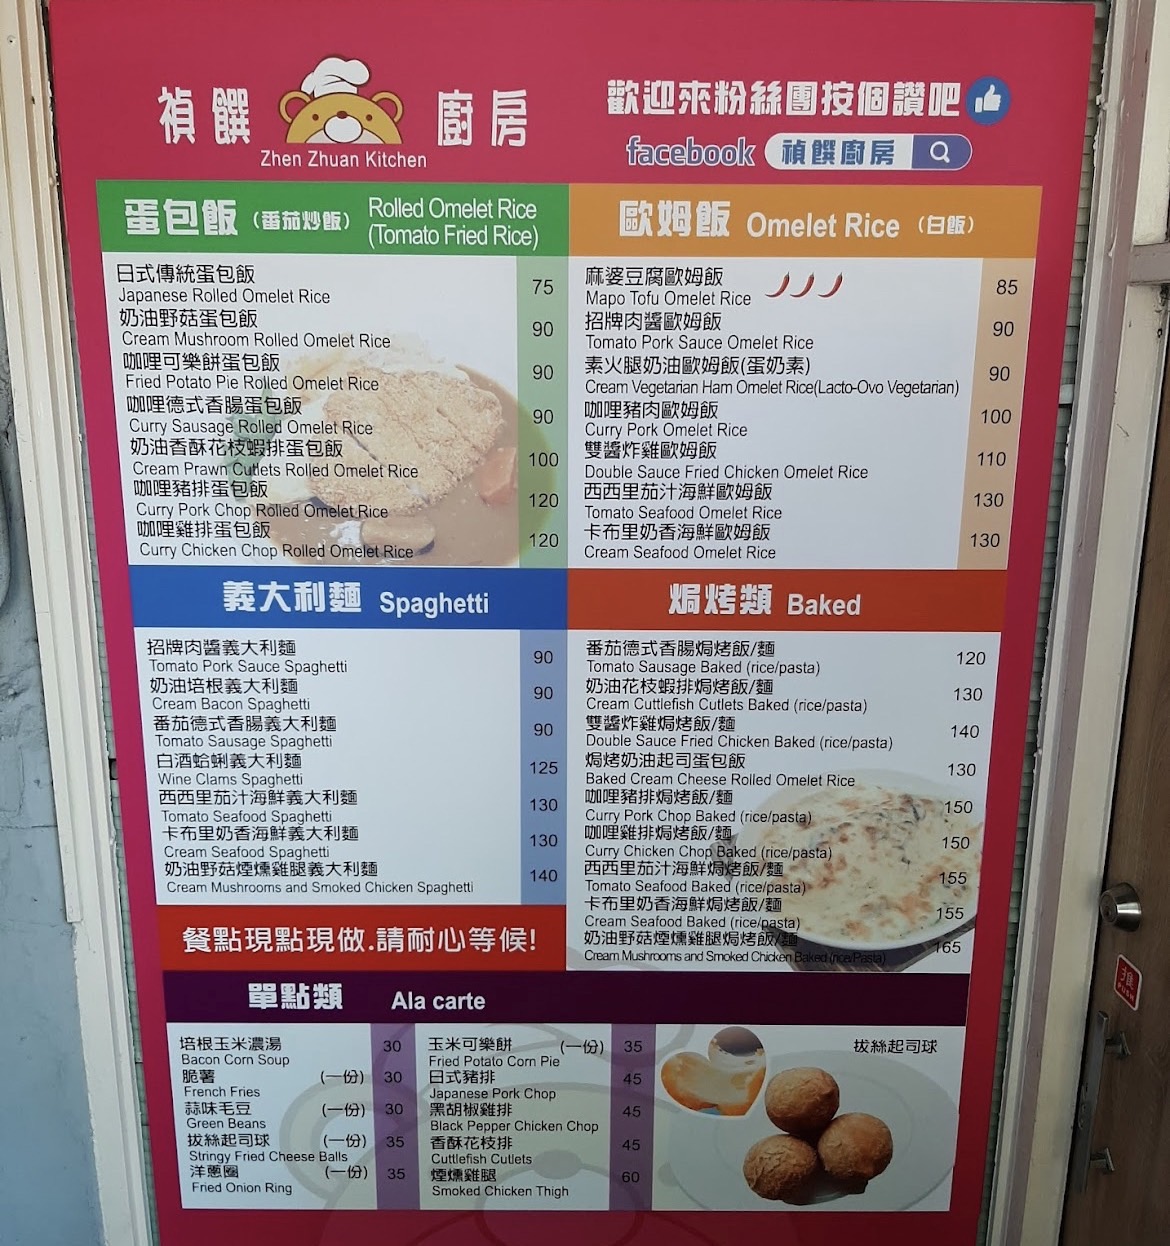 禎饌廚房
Zhen Zhuan Kitchen
歡迎來粉絲團按個讚吧
facebook 禎饌廚房
蛋包飯(番茄炒飯) Rolled Omelet Rice
(Tomato Fried Rice)
日式傳統蛋包飯 75
Japanese Rolled Omelet Rice
奶油野菇蛋包飯 90
Cream Mushroom Rolled Omelet Rice
咖哩可樂餅蛋包飯 90
Fried Potato Pie Rolled Omelet Rice
咖哩德式香腸蛋包飯 90
Curry Sausage Rolled Omelet Rice
奶油香酥花枝蝦排蛋包飯 100
Cream Prawn Cutlets Rolled Omelet Rice
咖哩豬排蛋包飯 120
Curry Pork Chop Rolled Omelet Rice
咖哩雞排蛋包飯 120
Curry Chicken Chop Rolled Omelet Rice
歐姆飯 Omelet Rice (白飯)
麻婆豆腐歐姆飯 85
Mapo Tofu Omelet Rice
招牌肉醬歐姆飯 90
Tomato Pork Sauce Omelet Rice
素火腿奶油歐姆飯(蛋奶素) 90
Cream Vegetarian Ham Omelet Rice(Lacto-Ovo Vegetarian)
咖哩豬肉歐姆飯 100
Curry Pork Omelet Rice
雙醬炸雞歐姆飯 110
Double Sauce Fried Chicken Omelet Rice
西西里茄汁海鮮歐姆飯 130
Tomato Seafood Omelet Rice
卡布里奶香海鮮歐姆飯 130
Cream Seafood Omelet Rice
義大利麵 Spaghetti
招牌肉醬義大利麵 90
Tomato Pork Sauce Spaghetti
奶油培根義大利麵 90
Cream Bacon Spaghetti
番茄德式香腸義大利麵 90
Tomato Sausage Spaghetti
白酒蛤蜊義大利麵 125
Wine Clams Spaghetti
西西里茄汁海鮮義大利麵 130
Tomato Seafood Spaghetti
卡布里奶香海鮮義大利麵 130
Cream Seafood Spaghetti
奶油野菇煙燻雞腿義大利麵 140
Cream Mushrooms and Smoked Chicken Spaghetti
餐點現點現做.請耐心等候!
焗烤類 Baked
番茄德式香腸焗烤飯/麵 120
Tomato Sausage Baked (rice/pasta)
奶油花枝蝦排焗烤飯/麵 130
Cream Cuttlefish Cutlets Baked (rice/pasta)
雙醬炸雞焗烤飯/麵 140
Double Sauce Fried Chicken Baked (rice/pasta)
焗烤奶油起司蛋包飯 130
Baked Cream Cheese Rolled Omelet Rice
咖哩豬排焗烤飯/麵 150
Curry Pork Chop Baked (rice/pasta)
咖哩雞排焗烤飯/麵 150
Curry Chicken Chop Baked (rice/pasta)
西西里茄汁海鮮焗烤飯/麵 155
Tomato Seafood Baked (rice/pasta)
卡布里奶香海鮮焗烤飯/麵 155
Cream Seafood Baked (rice/pasta)
奶油野菇煙燻雞腿焗烤飯/麵 165
Cream Mushrooms and Smoked Chicken Baked (rice/Pasta)
單點類 Ala carte
培根玉米濃湯 30
Bacon Corn Soup
脆薯 (一份) 30
French Fries
蒜味毛豆 (一份) 30
Green Beans
拔絲起司球 (一份) 35
Stringy Fried Cheese Balls
洋蔥圈 (一份) 35
Fried Onion Ring
玉米可樂餅 (一份) 35
Fried Potato Corn Pie
日式豬排 45
Japanese Pork Chop
黑胡椒雞排 45
Black Pepper Chicken Chop
香酥花枝排 45
Cuttlefish Cutlets
煙燻雞腿 60
Smoked Chicken Thigh
拔絲起司球
推
PUSH